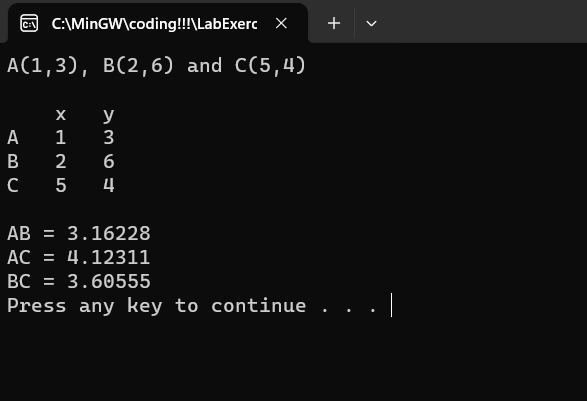 C:\MinGW\coding!!!\LabExerc
A(1,3), B(2,6) and C(5,4)
x y
A 1 3
B 2 6
C 5 4
AB = 3.16228
AC = 4.12311
BC = 3.60555
Press any key to continue . . .